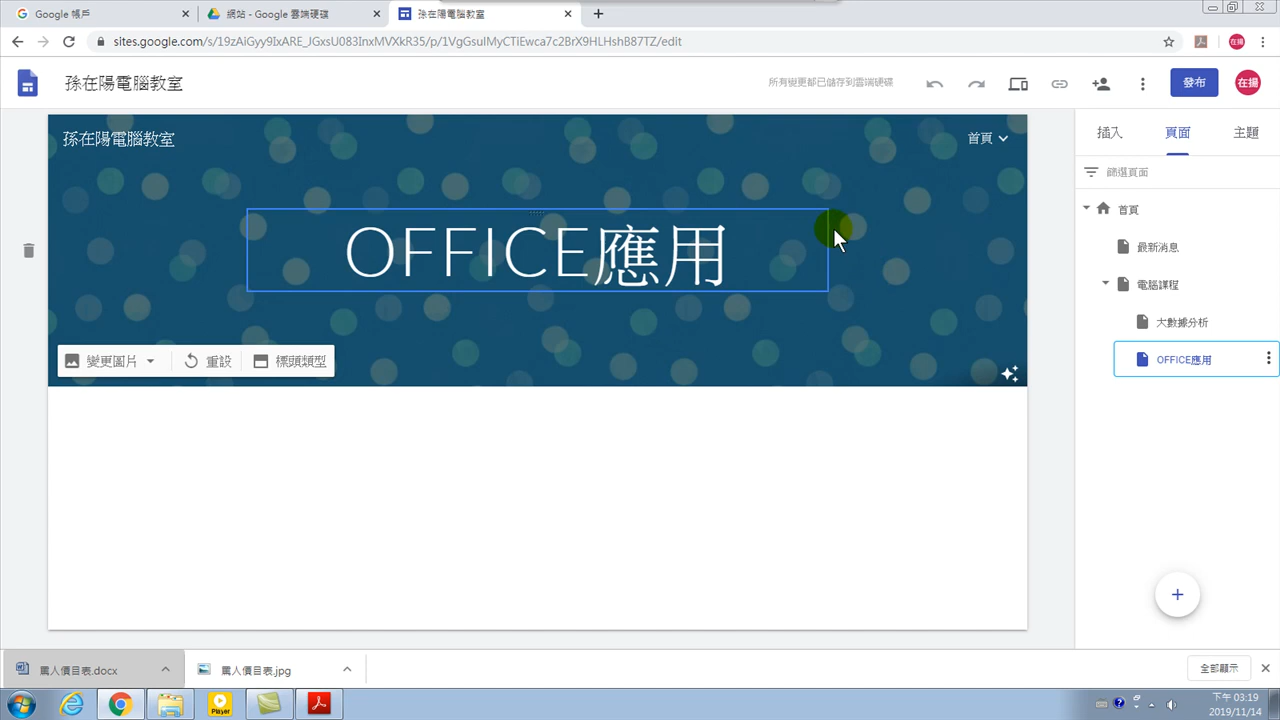 Google 帳戶
網站 - Google 雲端硬碟
孫在陽電腦教室
sites.google.com/s/19zAiGyy9IxARE_JGxsU083InxMVXkR35/p/1VgGsulMyCTlEwca7c2BrX9HLHshB87TZ/edit
在揚
孫在陽電腦教室
所有變更都已儲存到雲端硬碟
發布
在揚
孫在陽電腦教室
首頁
OFFICE應用
變更圖片
重設
標頭類型
插入
頁面
主題
篩選頁面
首頁
最新消息
電腦課程
大數據分析
OFFICE應用
罵人價目表.docx
罵人價目表.jpg
全部顯示
Player
下午 03:19
2019/11/14